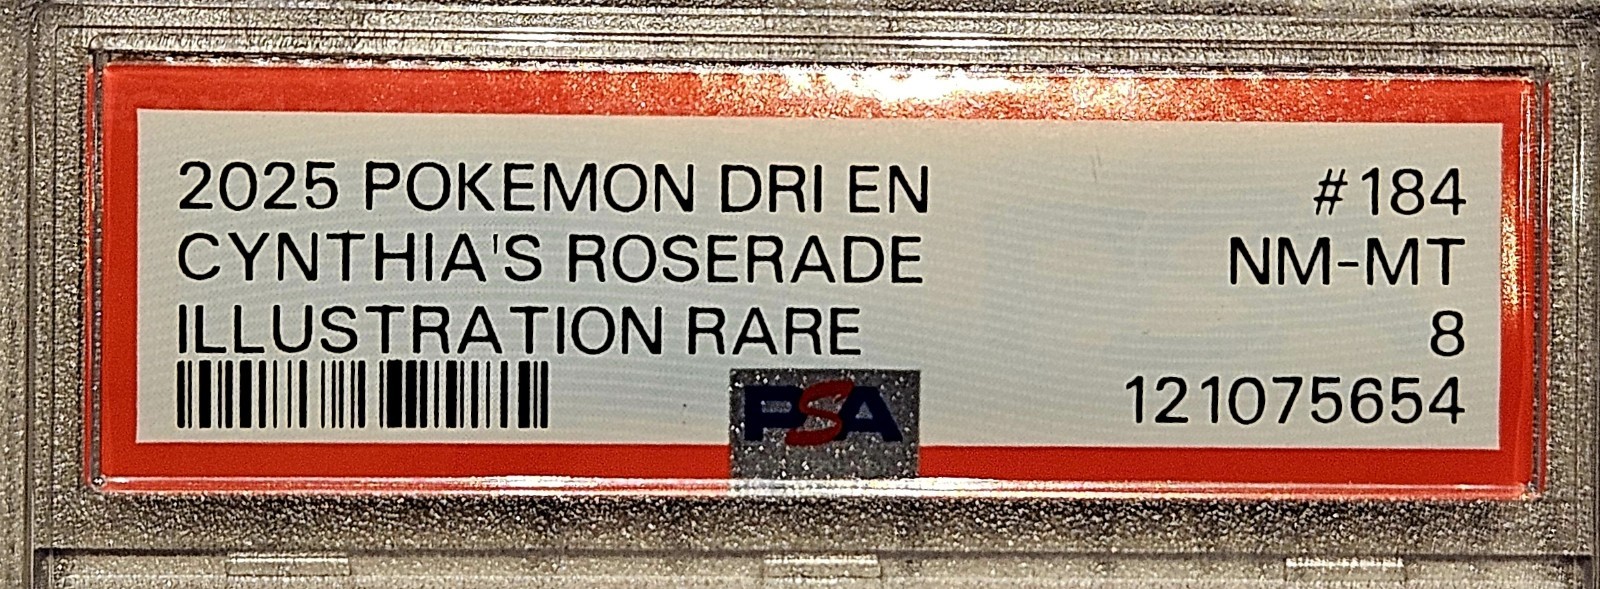 2025 POKEMON DRI EN #184
CYNTHIA'S ROSERADE NM-MT
ILLUSTRATION RARE 8
PSA 121075654